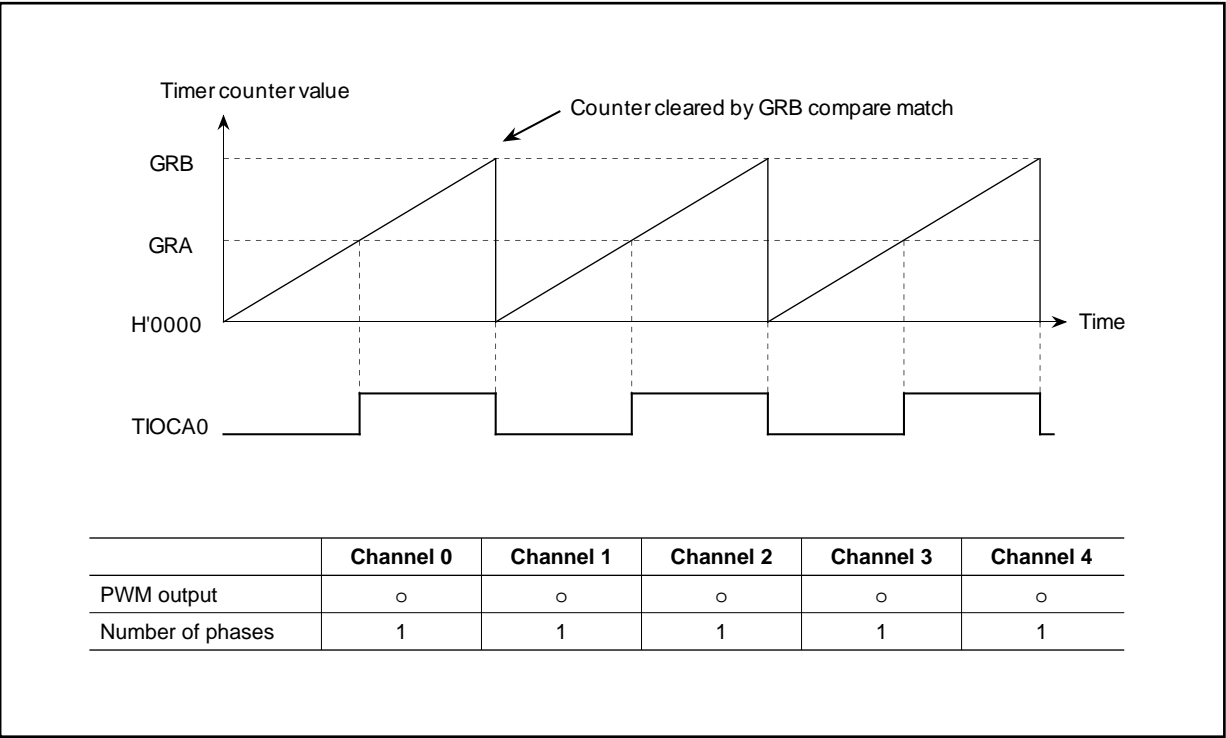 Timer counter value
Counter cleared by GRB compare match
GRB
GRA
H'0000
Time
TIOCA0
Channel 0 Channel 1 Channel 2 Channel 3 Channel 4
PWM output ○ ○ ○ ○ ○
Number of phases 1 1 1 1 1